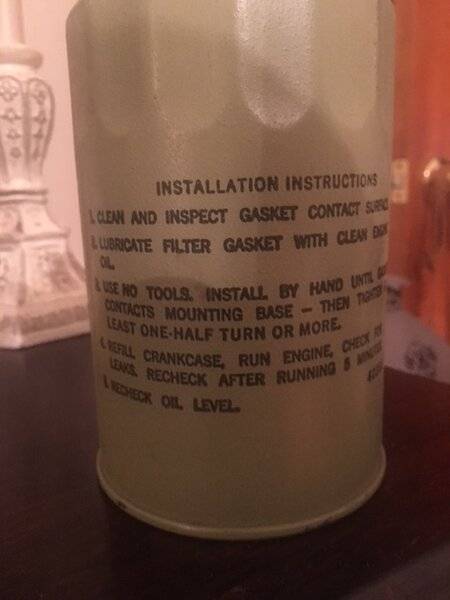 INSTALLATION INSTRUCTIONS
1. CLEAN AND INSPECT GASKET CONTACT
2. LUBRICATE FILTER GASKET WITH CLEAN
OIL.
3. USE NO TOOLS. INSTALL BY HAND UNTIL
CONTACTS MOUNTING BASE — THEN TIGHTEN
LEAST ONE-HALF TURN OR MORE.
4. REFILL CRANKCASE, RUN ENGINE, CHECK FOR
LEAKS. RECHECK AFTER RUNNING 5
5. RECHECK OIL LEVEL.